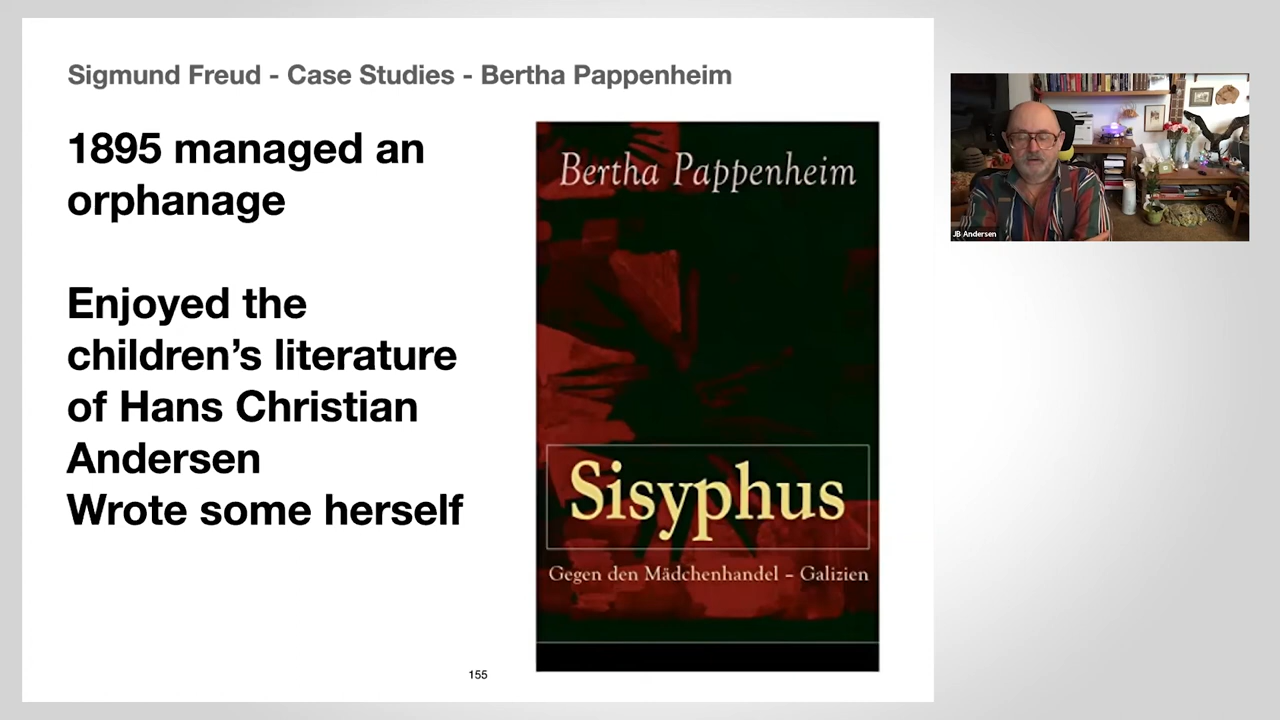 Sigmund Freud - Case Studies - Bertha Pappenheim
1895 managed an
orphanage
Enjoyed the
children’s literature
of Hans Christian
Andersen
Wrote some herself
Bertha Pappenheim
Sisyphus
Gegen den Mädchenhandel – Galizien
155
JB Andersen